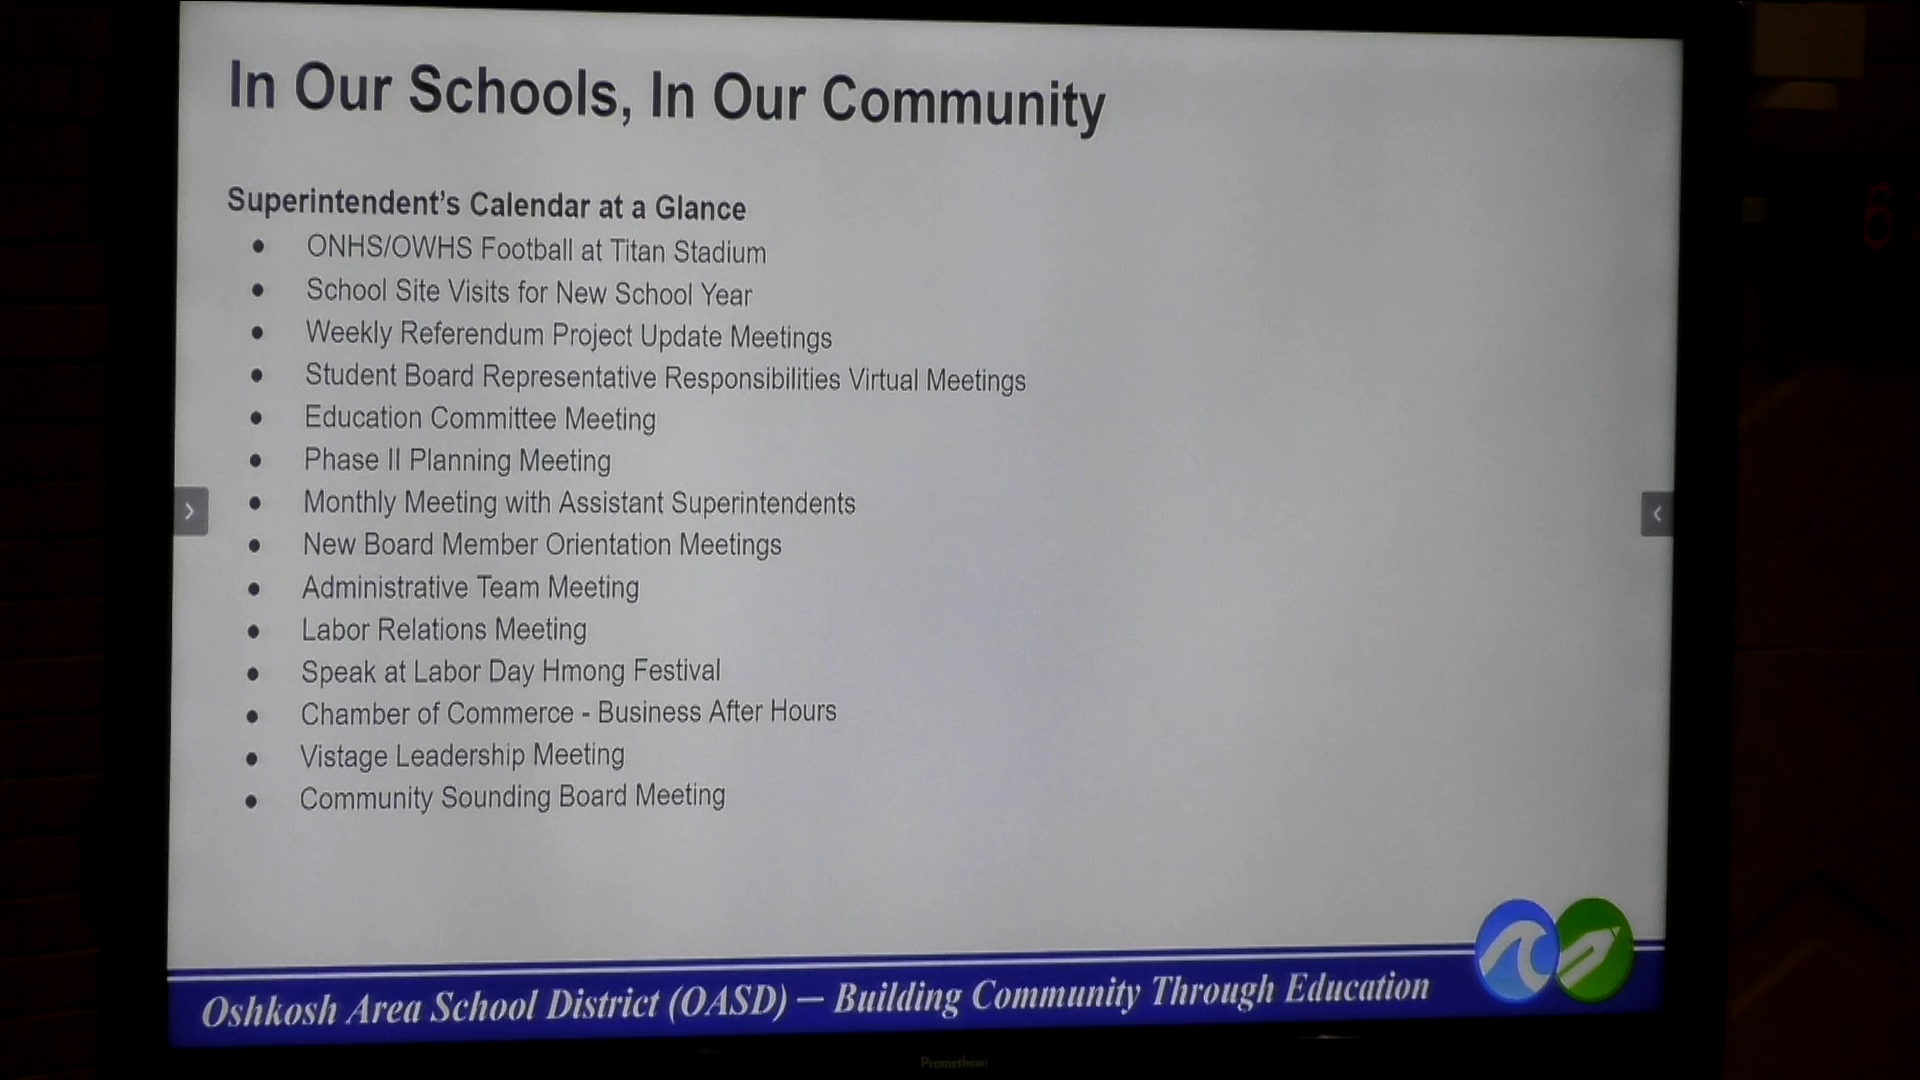 In Our Schools, In Our Community
Superintendent's Calendar at a Glance
● ONHS/OWHS Football at Titan Stadium
● School Site Visits for New School Year
● Weekly Referendum Project Update Meetings
● Student Board Representative Responsibilities Virtual Meetings
● Education Committee Meeting
● Phase II Planning Meeting
● Monthly Meeting with Assistant Superintendents
● New Board Member Orientation Meetings
● Administrative Team Meeting
● Labor Relations Meeting
● Speak at Labor Day Hmong Festival
● Chamber of Commerce - Business After Hours
● Vistage Leadership Meeting
● Community Sounding Board Meeting
Oshkosh Area School District (OASD) — Building Community Through Education
Promethean